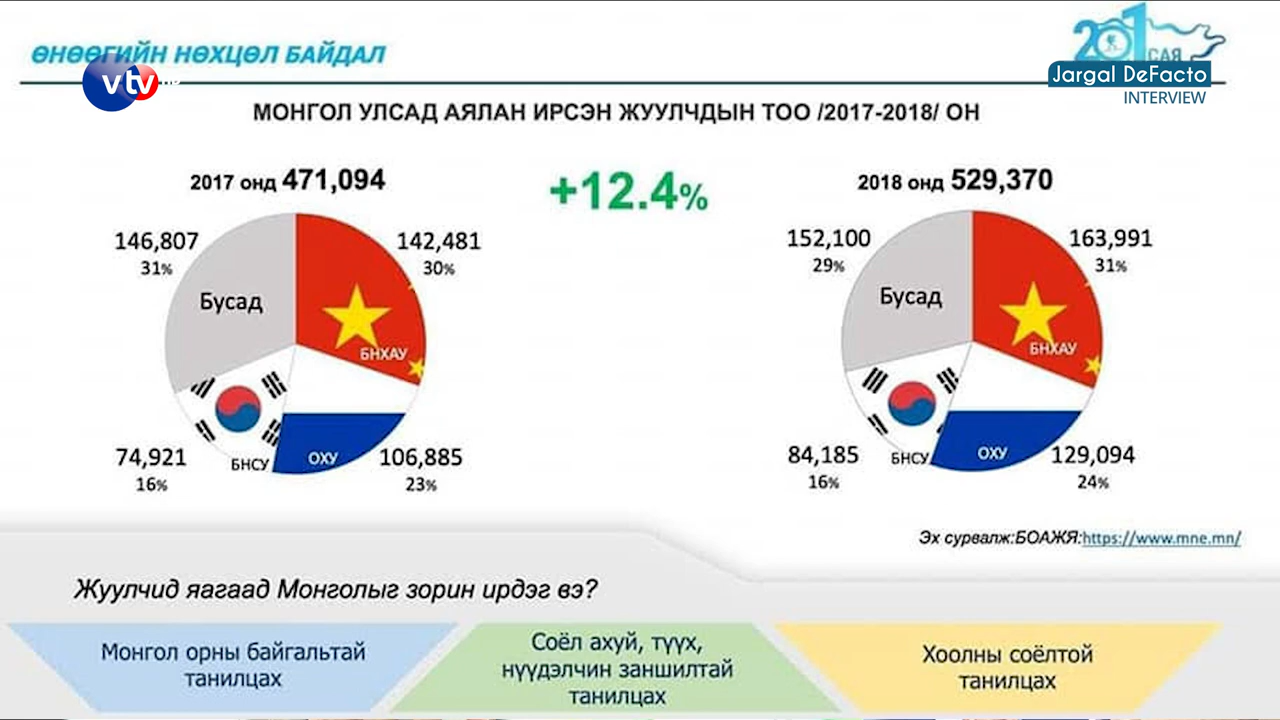 ӨНӨӨГИЙН НӨХЦӨЛ БАЙДАЛ
vtv
HD
201
САЯ
Jargal DeFacto
INTERVIEW
МОНГОЛ УЛСАД АЯЛАН ИРСЭН ЖУУЛЧДЫН ТОО /2017-2018/ ОН
2017 онд 471,094
+12.4%
2018 онд 529,370
146,807
31%
142,481
30%
Бусад
БНХАУ
74,921
16%
БНСУ
ОХУ
106,885
23%
152,100
29%
163,991
31%
Бусад
БНХАУ
84,185
16%
БНСУ
ОХУ
129,094
24%
Эх сурвалж:БОАЖЯ:https://www.mne.mn/
Жуулчид яагаад Монголыг зорин ирдэг вэ?
Монгол орны байгальтай
танилцах
Соёл ахуй, түүх,
нүүдэлчин заншилтай
танилцах
Хоолны соёлтой
танилцах